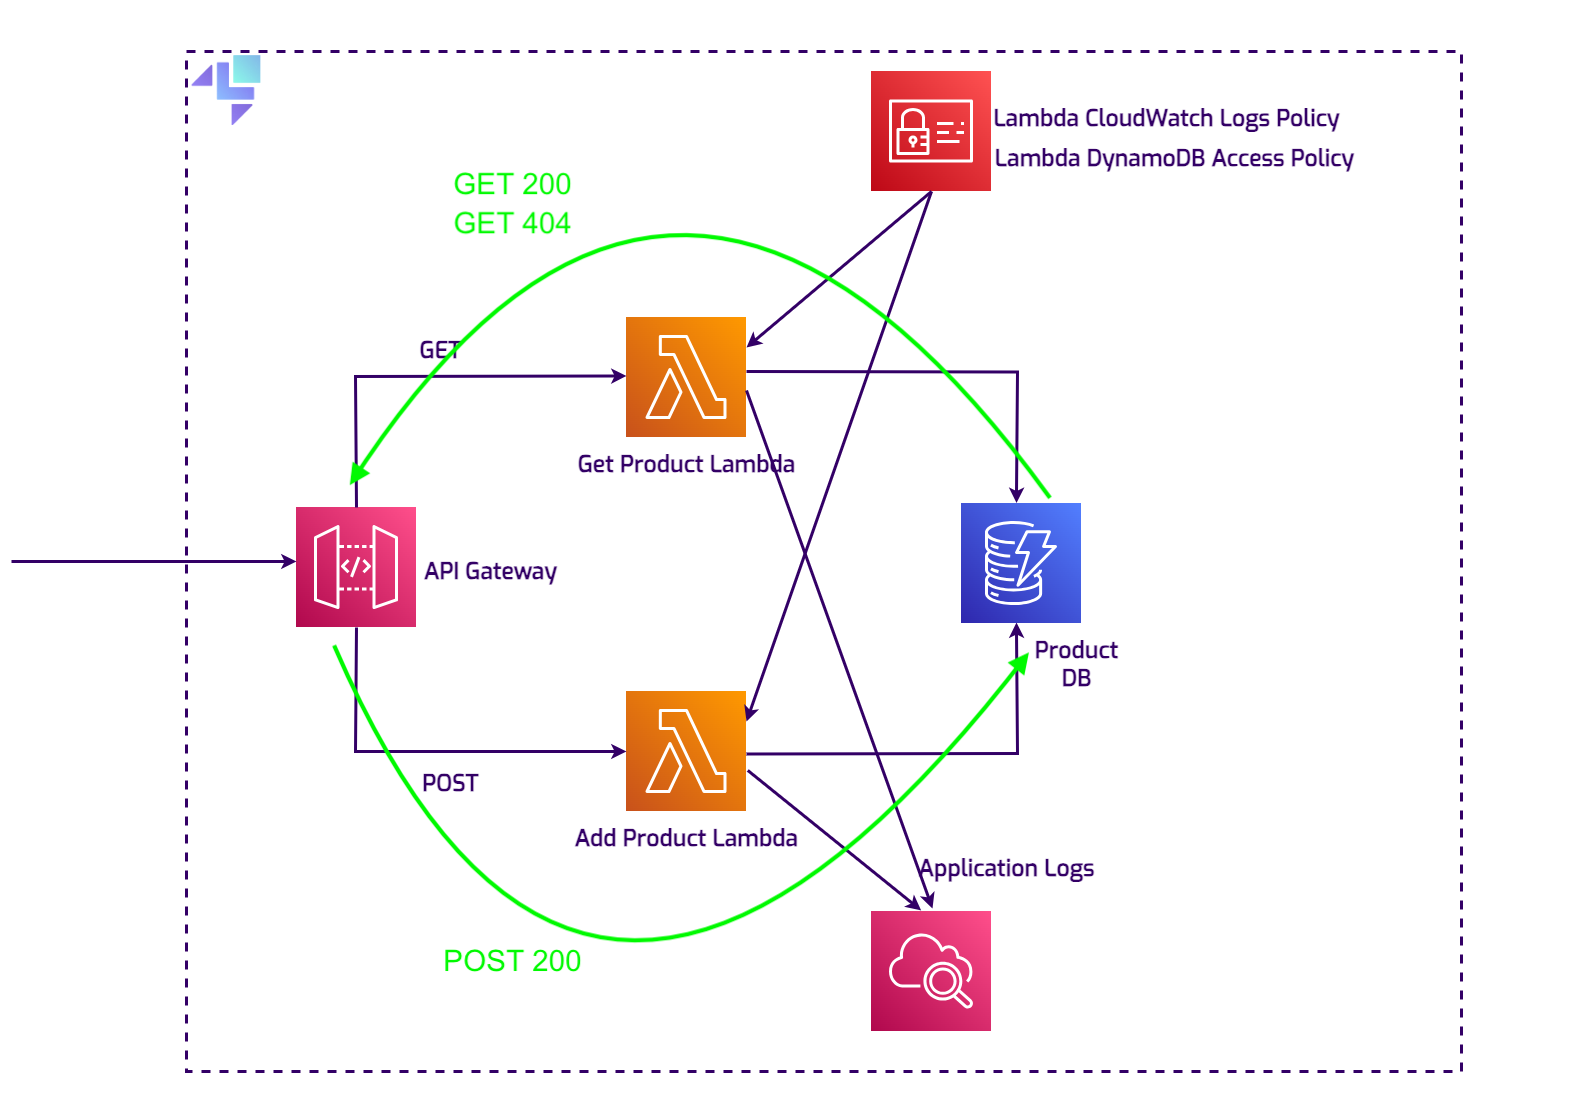 Lambda CloudWatch Logs Policy
Lambda DynamoDB Access Policy
GET 200
GET 404
GET
Get Product Lambda
</>
API Gateway
Product
DB
POST
Add Product Lambda
Application Logs
POST 200